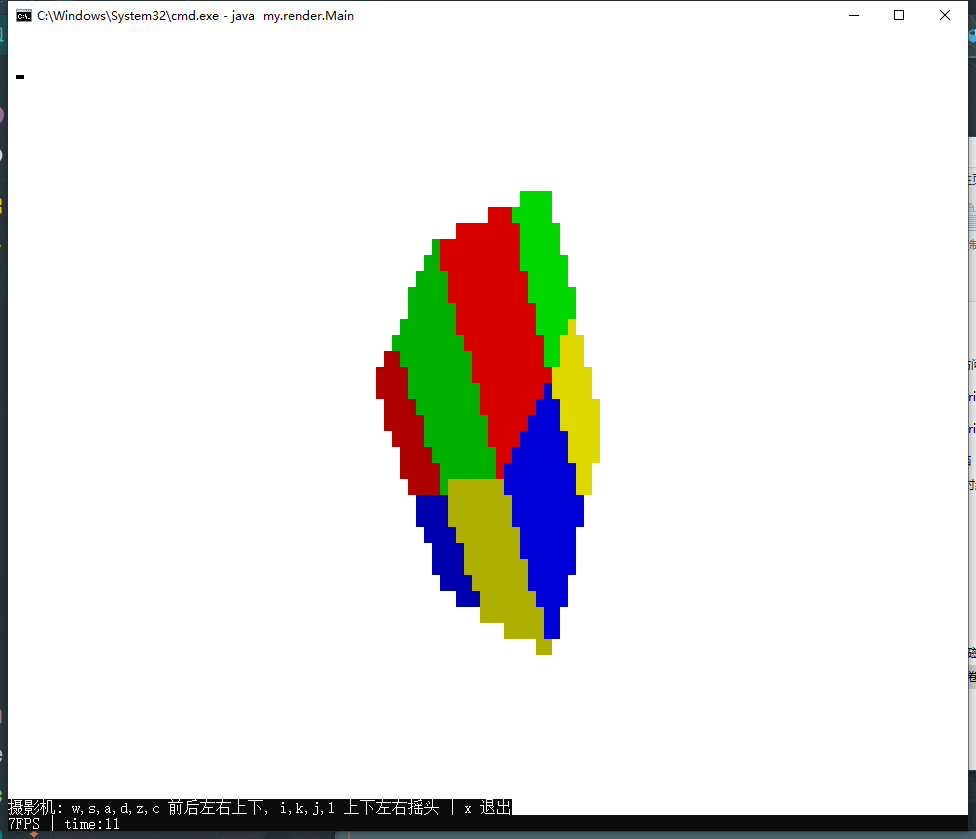 C:\Windows\System32\cmd.exe - java  my.render.Main
摄影机: w,s,a,d,z,c 前后左右上下, i,k,j,l 上下左右摇头 | x 退出
7FPS | time:11